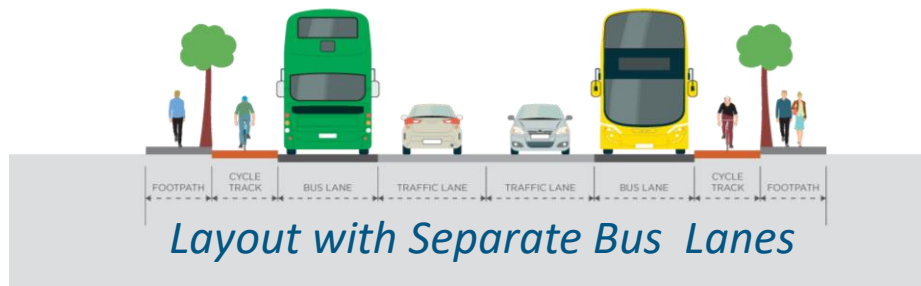 FOOTPATH CYCLE TRACK BUS LANE TRAFFIC LANE TRAFFIC LANE BUS LANE CYCLE TRACK FOOTPATH
Layout with Separate Bus Lanes